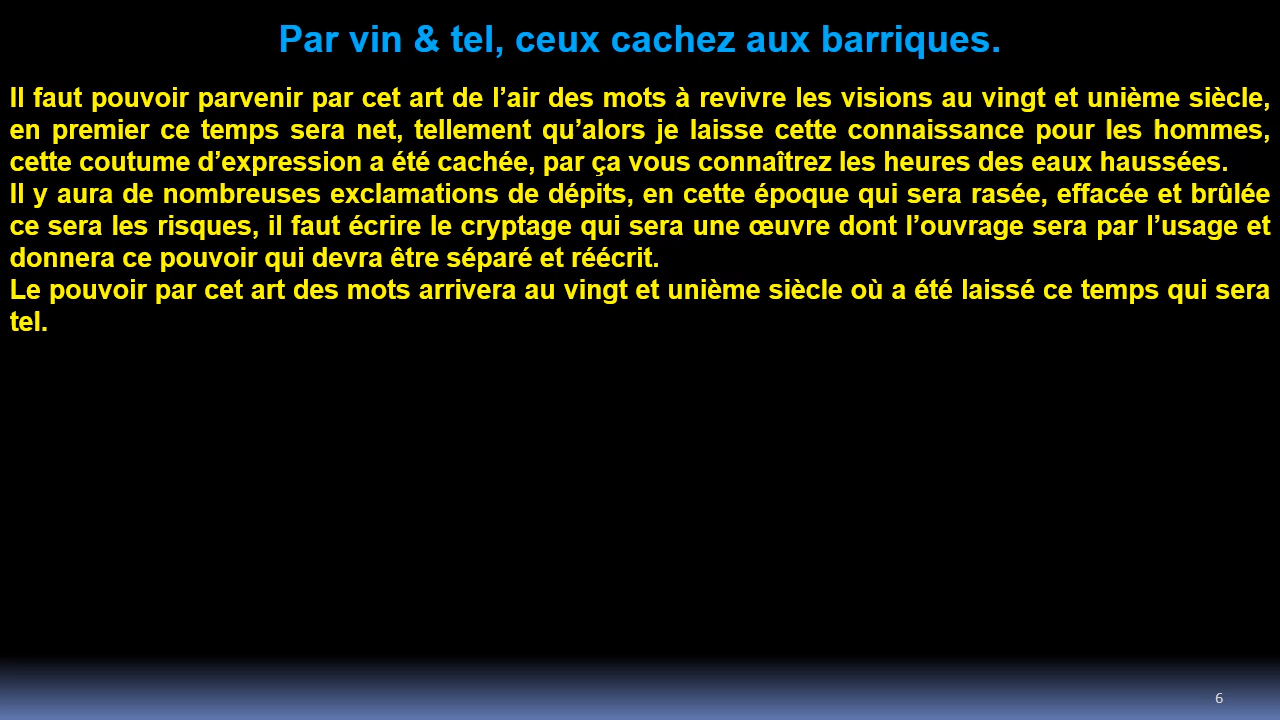 Par vin & tel, ceux cachez aux barriques.
Il faut pouvoir parvenir par cet art de l’air des mots à revivre les visions au vingt et unième siècle,
en premier ce temps sera net, tellement qu’alors je laisse cette connaissance pour les hommes,
cette coutume d’expression a été cachée, par ça vous connaîtrez les heures des eaux haussées.
Il y aura de nombreuses exclamations de dépits, en cette époque qui sera rasée, effacée et brûlée
ce sera les risques, il faut écrire le cryptage qui sera une œuvre dont l’ouvrage sera par l’usage et
donnera ce pouvoir qui devra être séparé et réécrit.
Le pouvoir par cet art des mots arrivera au vingt et unième siècle où a été laissé ce temps qui sera
tel.
6